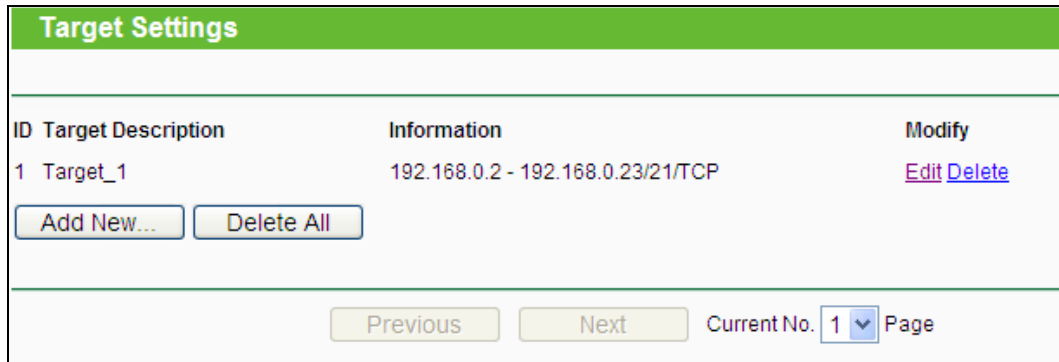 Target Settings
ID Target Description Information Modify
1 Target_1 192.168.0.2 - 192.168.0.23/21/TCP Edit Delete
Add New... Delete All
Previous Next Current No. 1 Page